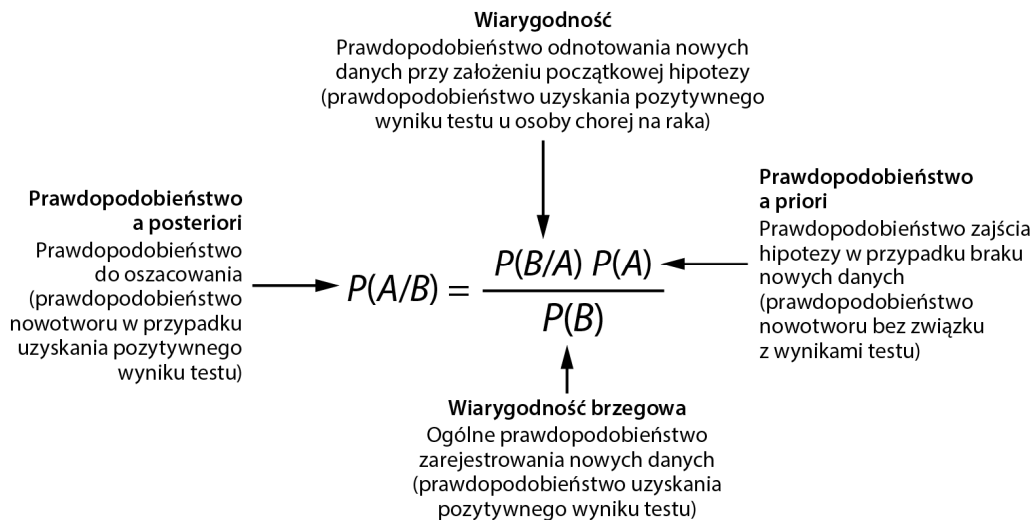 Wiarygodność
Prawdopodobieństwo odnotowania nowych
danych przy założeniu początkowej hipotezy
(prawdopodobieństwo uzyskania pozytywnego
wyniku testu u osoby chorej na raka)
Prawdopodobieństwo
a posteriori
Prawdopodobieństwo
do oszacowania
(prawdopodobieństwo
nowotworu w przypadku
uzyskania pozytywnego
wyniku testu)
P(A/B) =
P(B/A) P(A)
P(B)
Prawdopodobieństwo
a priori
Prawdopodobieństwo zajścia
hipotezy w przypadku braku
nowych danych
(prawdopodobieństwo
nowotworu bez związku
z wynikami testu)
Wiarygodność brzegowa
Ogólne prawdopodobieństwo
zarejestrowania nowych danych
(prawdopodobieństwo uzyskania
pozytywnego wyniku testu)